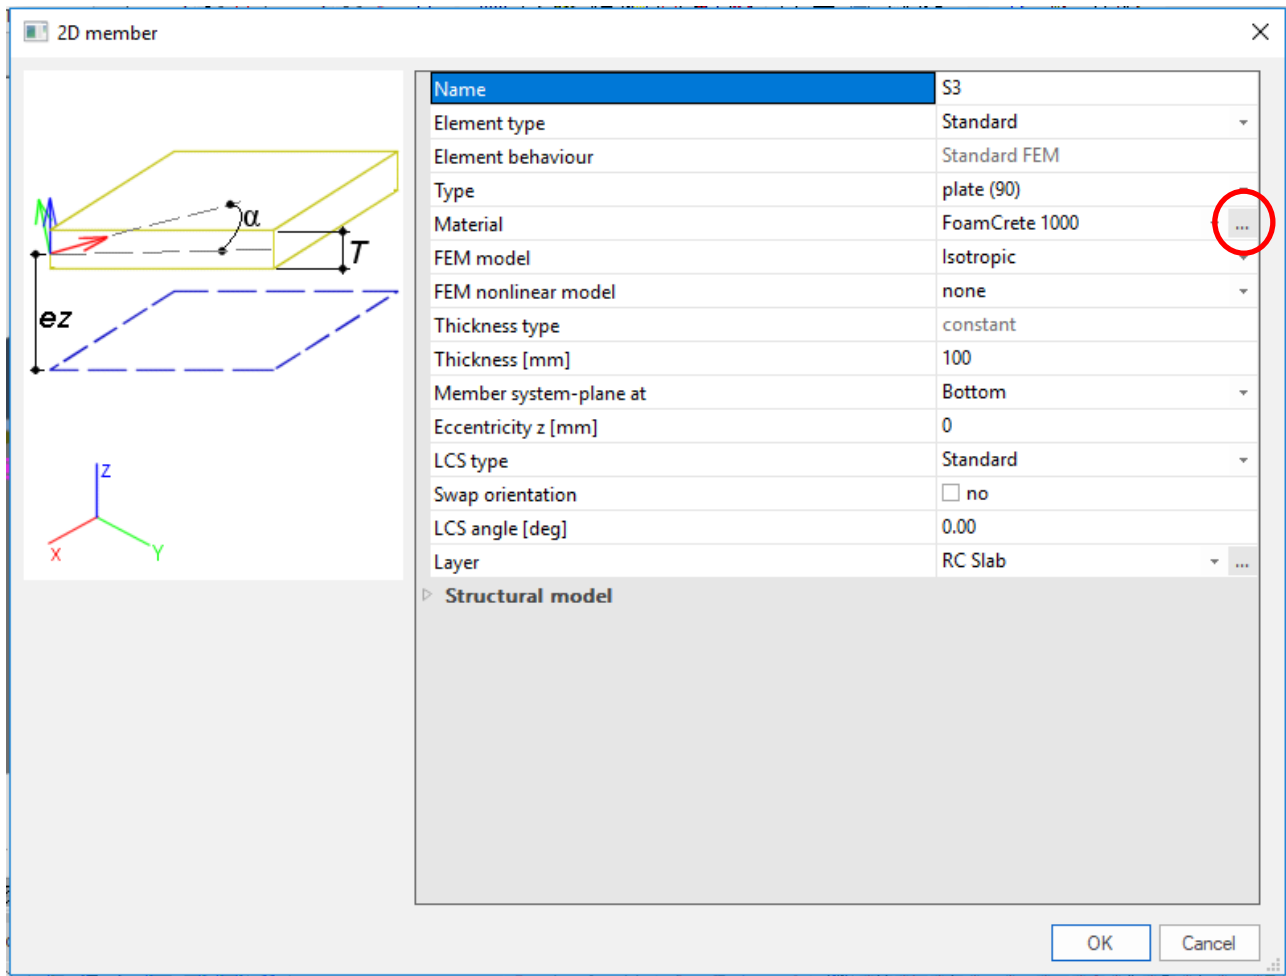 2D member
Name S3
Element type Standard
Element behaviour Standard FEM
Type plate (90)
Material FoamCrete 1000 ...
FEM model Isotropic
FEM nonlinear model none
Thickness type constant
Thickness [mm] 100
Member system-plane at Bottom
Eccentricity z [mm] 0
LCS type Standard
Swap orientation no
LCS angle [deg] 0.00
Layer RC Slab ...
Structural model
α
T
ez
Z
X
Y
OK Cancel